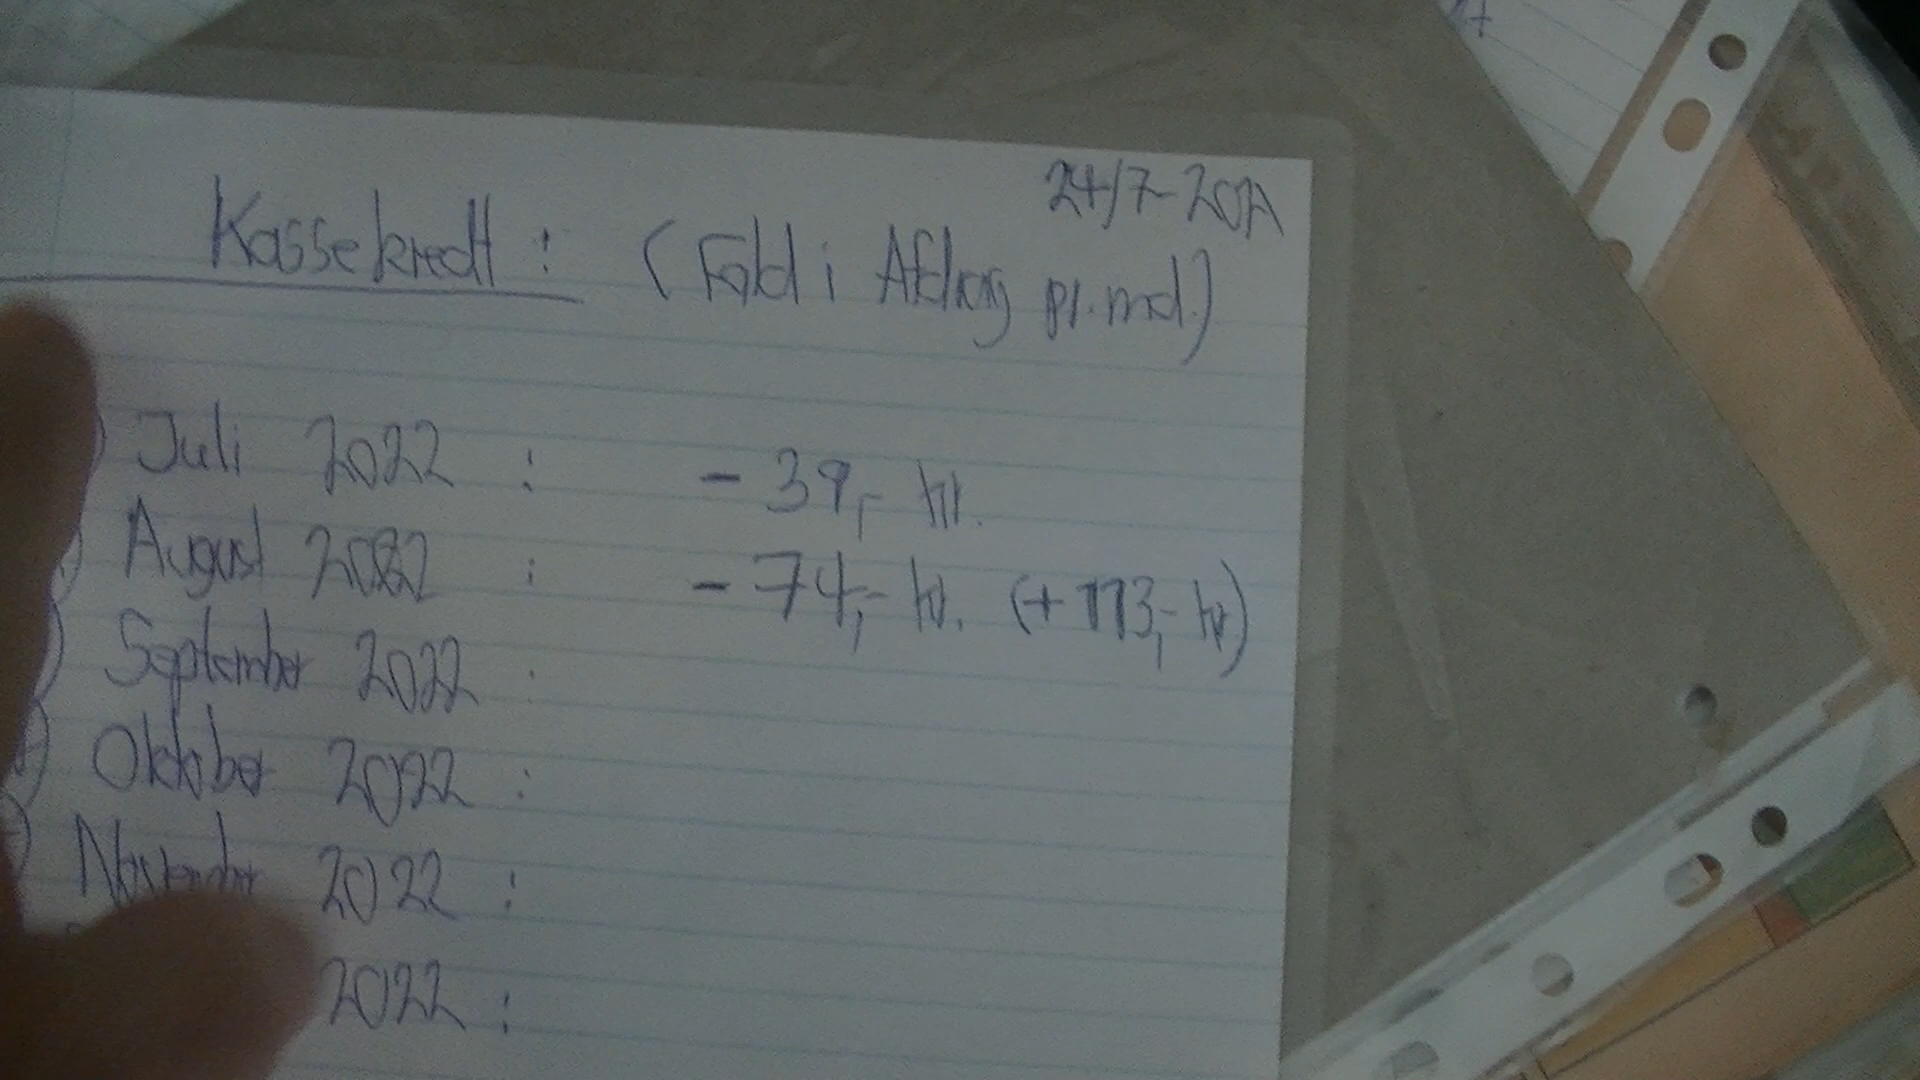 24/7-2022
Kassekredit : (Fald i Afdrag pr. md.)
) Juli 2022 : - 39,- kr.
) August 2022 : - 74,- kr. (+ 113,- kr)
) September 2022 :
) Oktober 2022 :
) November 2022 :
2022 :